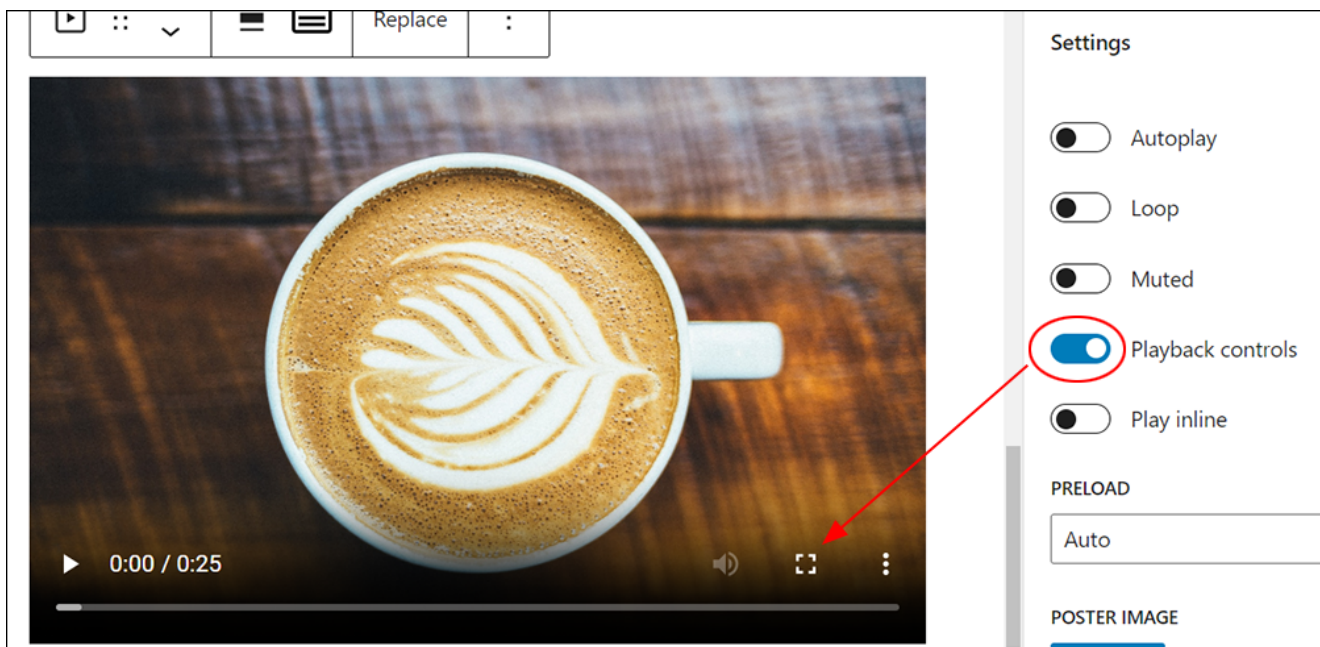 Replace
Settings
Autoplay
Loop
Muted
Playback controls
Play inline
PRELOAD
Auto
POSTER IMAGE
0:00 / 0:25